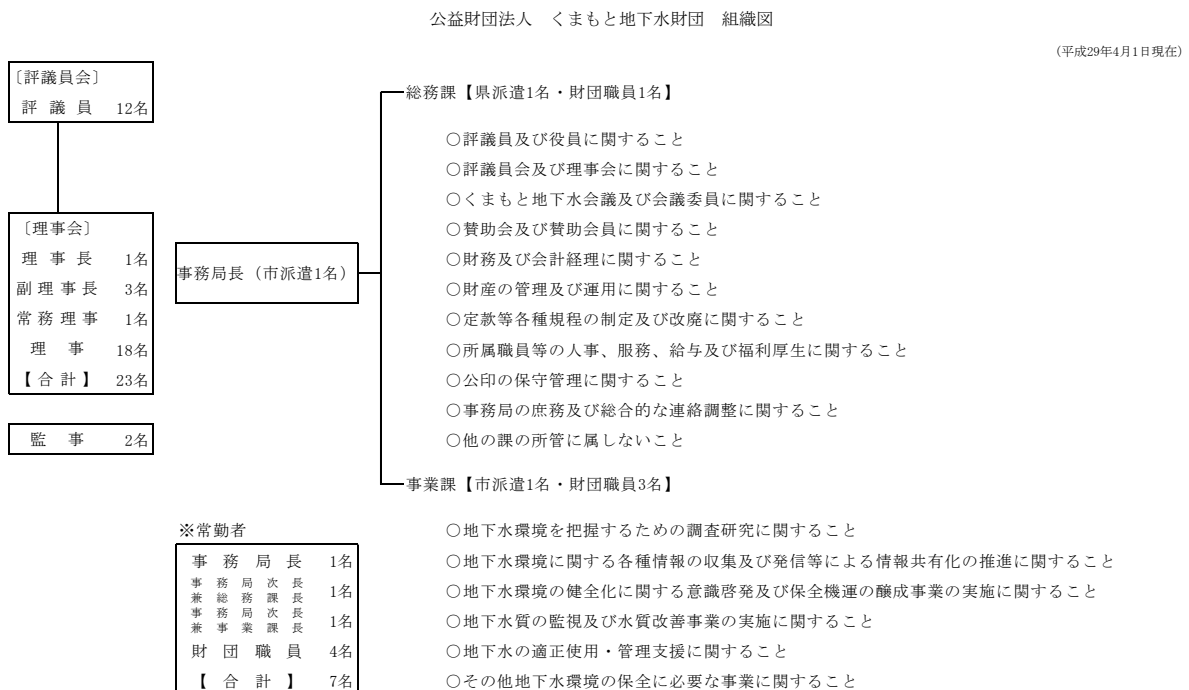 公益財団法人　くまもと地下水財団　組織図
(平成29年4月1日現在)
〔評議員会〕
評 議 員　12名
〔理事会〕
理 事 長　1名
副理事長　3名
常務理事　1名
理　事　18名
【合計】　23名
監　事　2名
事務局長（市派遣1名）
総務課【県派遣1名・財団職員1名】
○評議員及び役員に関すること
○評議員会及び理事会に関すること
○くまもと地下水会議及び会議委員に関すること
○賛助会及び賛助会員に関すること
○財務及び会計経理に関すること
○財産の管理及び運用に関すること
○定款等各種規程の制定及び改廃に関すること
○所属職員等の人事、服務、給与及び福利厚生に関すること
○公印の保守管理に関すること
○事務局の庶務及び総合的な連絡調整に関すること
○他の課の所管に属しないこと
事業課【市派遣1名・財団職員3名】
○地下水環境を把握するための調査研究に関すること
○地下水環境に関する各種情報の収集及び発信等による情報共有化の推進に関すること
○地下水環境の健全化に関する意識啓発及び保全機運の醸成事業の実施に関すること
○地下水質の監視及び水質改善事業の実施に関すること
○地下水の適正使用・管理支援に関すること
○その他地下水環境の保全に必要な事業に関すること
※常勤者
事 務 局 長　1名
事 務 局 次 長
兼 総 務 課 長　1名
事 務 局 次 長
兼 事 業 課 長　1名
財 団 職 員　4名
【 合 計 】　7名